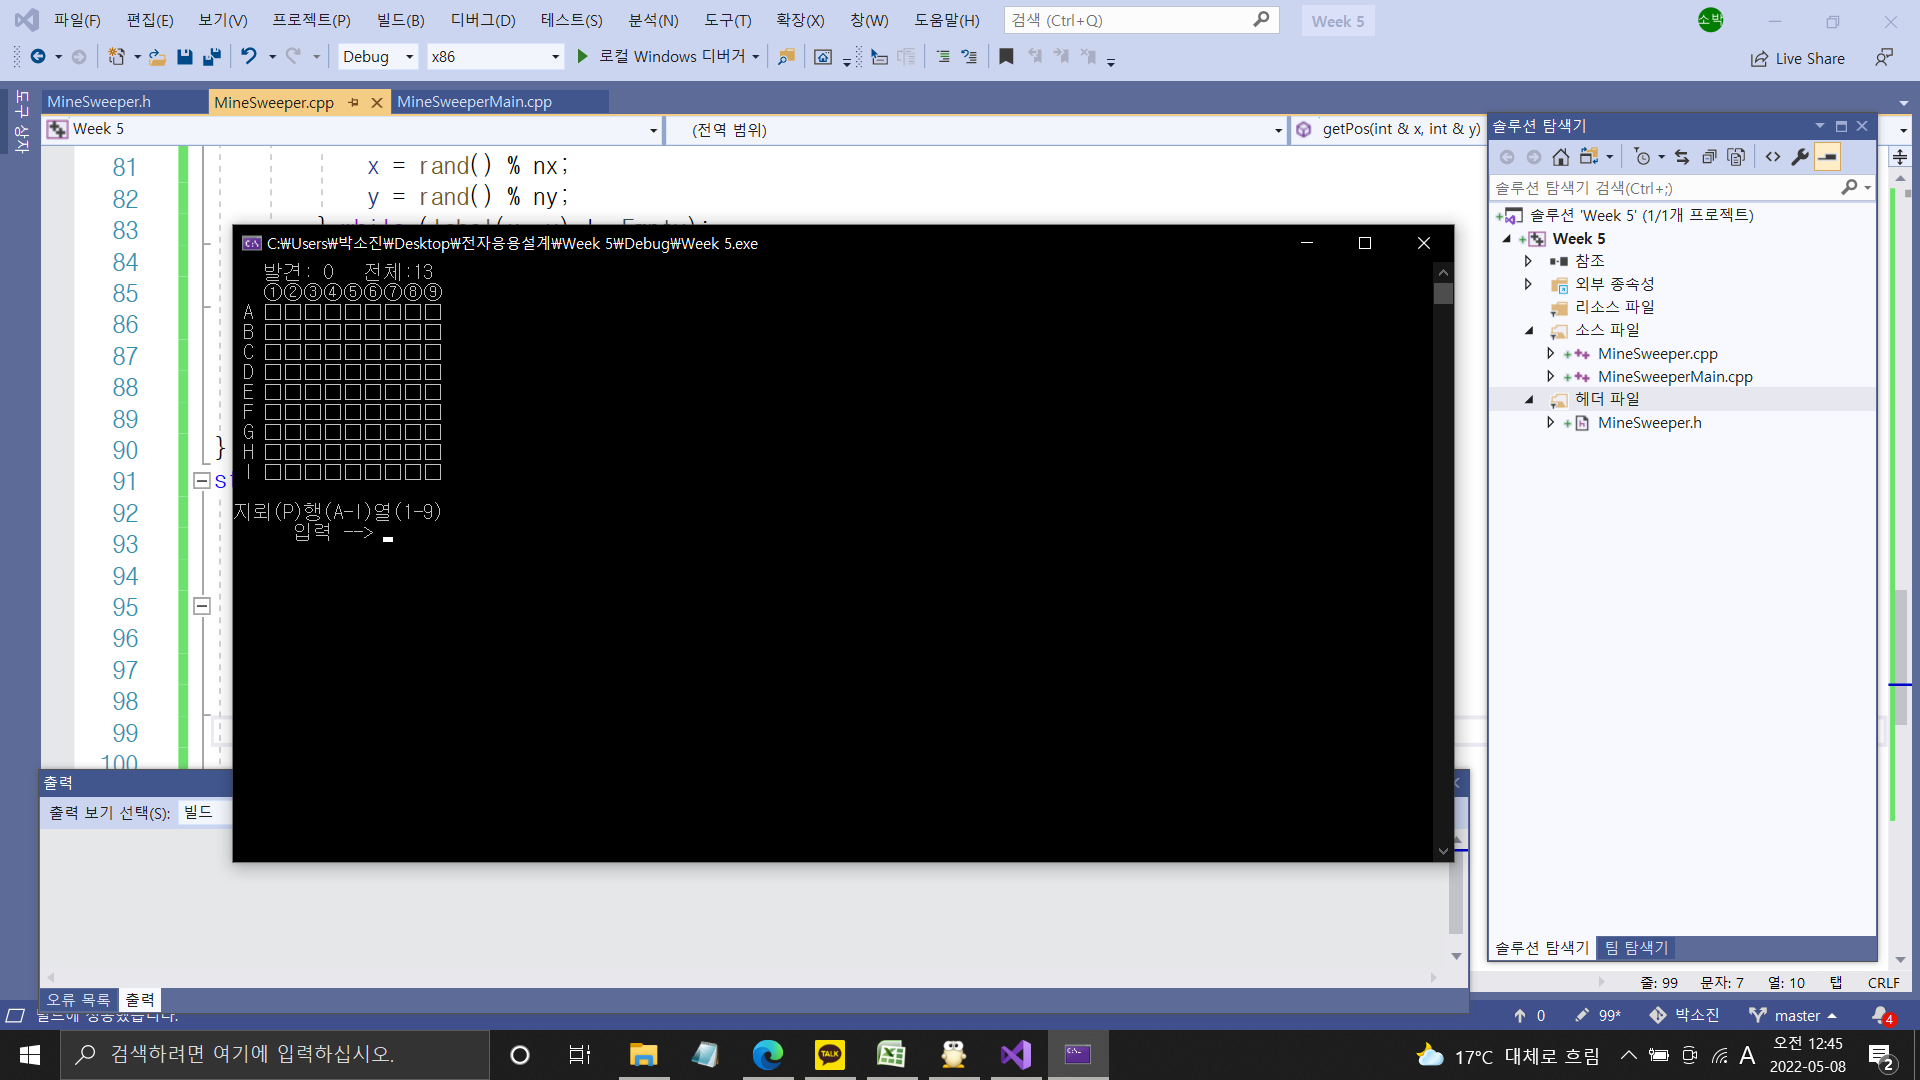 파일(F) 편집(E) 보기(V) 프로젝트(P) 빌드(B) 디버그(D) 테스트(S) 분석(N) 도구(T) 확장(X) 창(W) 도움말(H) 검색 (Ctrl+Q) Week 5 소박
Debug x86 로컬 Windows 디버거 Live Share
도구 상자
MineSweeper.h MineSweeper.cpp MineSweeperMain.cpp
Week 5 (전역 범위) getPos(int & x, int & y)
81 x = rand() % nx;
82 y = rand() % ny;
83
84
85
86
87
88
89
90 }
91
92
93
94
95
96
97
98
99
100
C:₩Users₩박소진₩Desktop₩전자응용설계₩Week 5₩Debug₩Week 5.exe
발견: 0 전체:13
①②③④⑤⑥⑦⑧⑨
A □□□□□□□□□
B □□□□□□□□□
C □□□□□□□□□
D □□□□□□□□□
E □□□□□□□□□
F □□□□□□□□□
G □□□□□□□□□
H □□□□□□□□□
I □□□□□□□□□
지뢰(P)행(A-I)열(1-9)
입력 -->
솔루션 탐색기
솔루션 탐색기 검색(Ctrl+;)
솔루션 'Week 5' (1/1개 프로젝트)
Week 5
참조
외부 종속성
리소스 파일
소스 파일
MineSweeper.cpp
MineSweeperMain.cpp
헤더 파일
MineSweeper.h
솔루션 탐색기 팀 탐색기
출력
출력 보기 선택(S): 빌드
오류 목록 출력
줄: 99 문자: 7 열: 10 탭 CRLF
빌드에 성공했습니다. 0 99* 박소진 master 4
검색하려면 여기에 입력하십시오. TALK 17°C 대체로 흐림 A 오전 12:45
2022-05-08 2